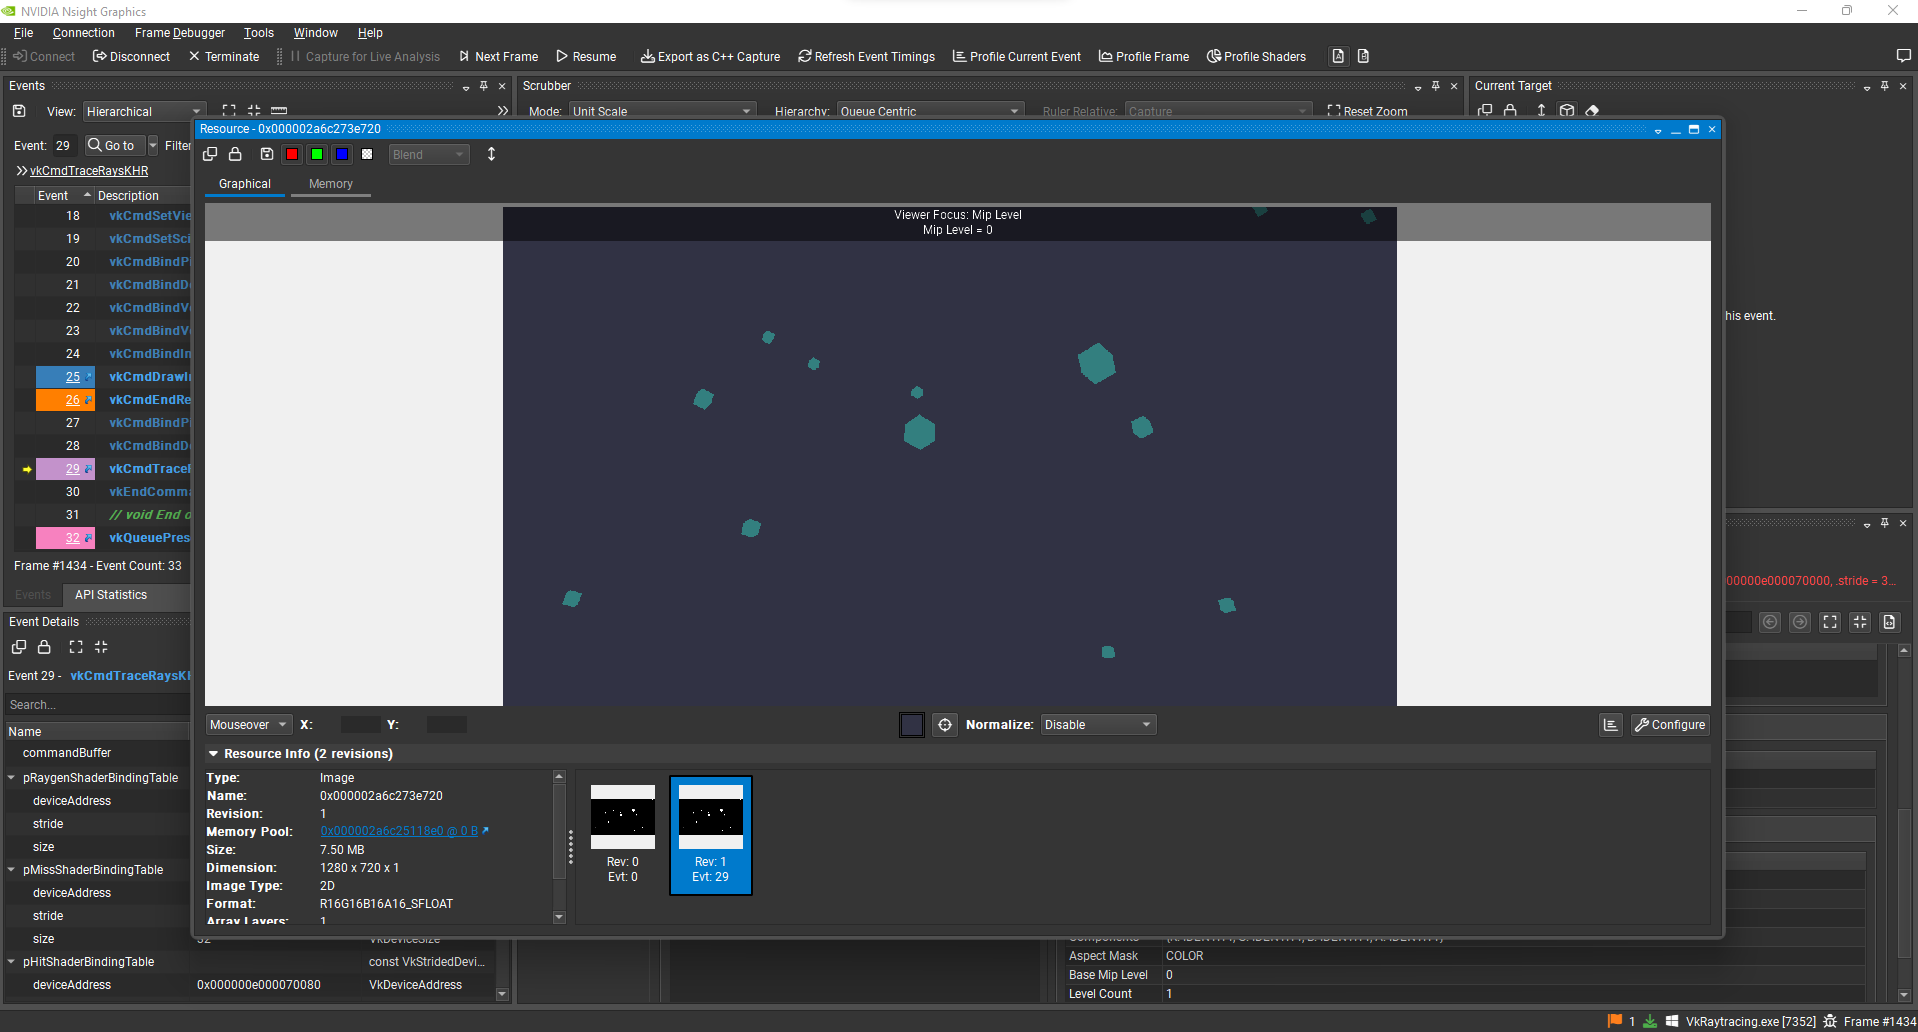 NVIDIA Nsight Graphics
File Connection Frame Debugger Tools Window Help
Connect Disconnect Terminate Capture for Live Analysis Next Frame Resume Export as C++ Capture Refresh Event Timings Profile Current Event Profile Frame Profile Shaders
Events
Scrubber
Current Target
View: Hierarchical
Mode: Unit Scale Hierarchy: Queue Centric Ruler Relative: Capture Reset Zoom
Resource - 0x000002a6c273e720
Event: 29 Go to Filter
Blend
vkCmdTraceRaysKHR
Graphical Memory
Event Description
18 vkCmdSetVie
19 vkCmdSetSci
20 vkCmdBindPi
21 vkCmdBindD
22 vkCmdBindV
23 vkCmdBindV
24 vkCmdBindIn
25 vkCmdDrawI
26 vkCmdEndRe
27 vkCmdBindPi
28 vkCmdBindD
29 vkCmdTraceF
30 vkEndComma
31 // void End o
32 vkQueuePres
Viewer Focus: Mip Level
Mip Level = 0
his event.
Frame #1434 - Event Count: 33
Events API Statistics
00000e000070000, .stride = 3...
Event Details
Event 29 - vkCmdTraceRaysKH
Search...
Name
commandBuffer
pRaygenShaderBindingTable
deviceAddress
stride
size
pMissShaderBindingTable
deviceAddress
stride
size 32 VkDeviceSize
pHitShaderBindingTable const VkStridedDevi...
deviceAddress 0x000000e000070080 VkDeviceAddress
Mouseover X: Y: Normalize: Disable Configure
Resource Info (2 revisions)
Type: Image
Name: 0x000002a6c273e720
Revision: 1
Memory Pool: 0x000002a6c25118e0 @ 0 B
Size: 7.50 MB
Dimension: 1280 x 720 x 1
Image Type: 2D
Format: R16G16B16A16_SFLOAT
Array Layers: 1
Rev: 0
Evt: 0
Rev: 1
Evt: 29
Components
Aspect Mask COLOR
Base Mip Level 0
Level Count 1
1 VkRaytracing.exe [7352] Frame #1434